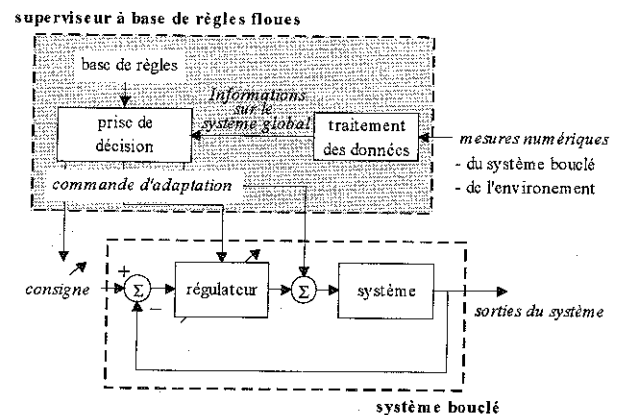 superviseur à base de règles floues
base de règles
Informations
sur le
système global
prise de
décision
traitement
des données
mesures numériques
- du système bouclé
- de l'environement
commande d'adaptation
consigne
+
Σ
−
régulateur
Σ
système
sorties du système
système bouclé